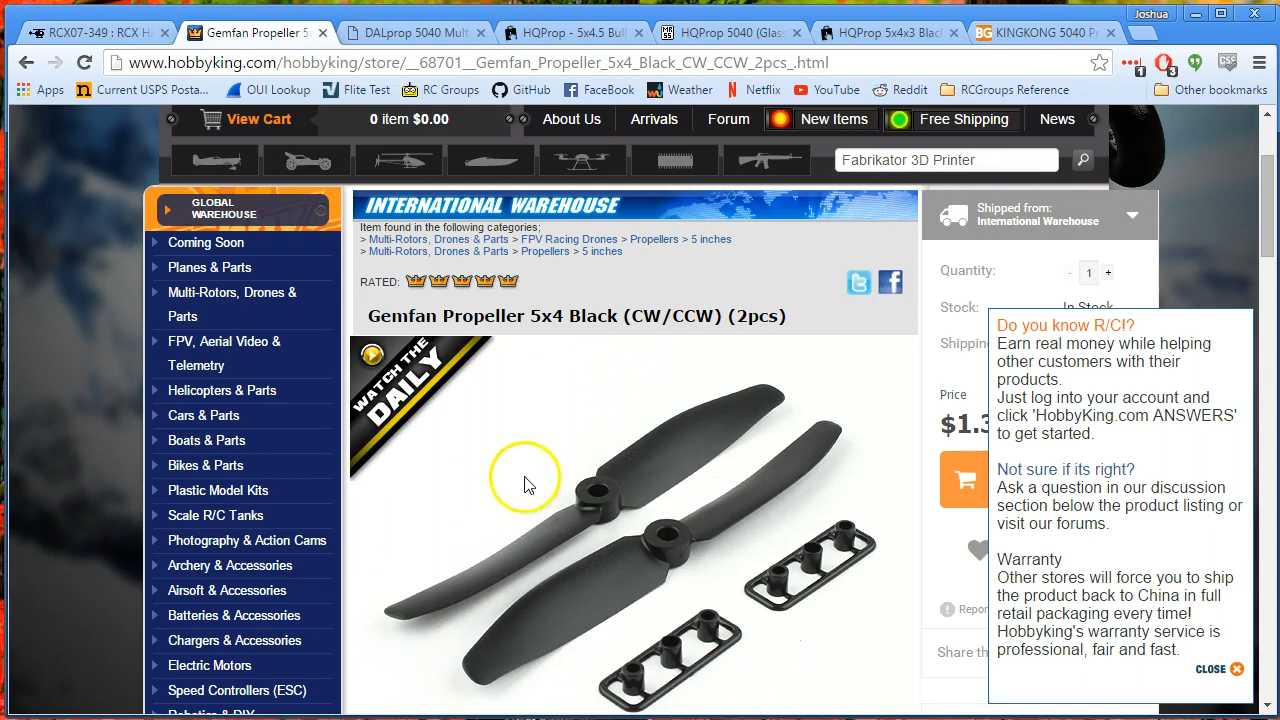 Joshua
RCX07-349 : RCX H
Gemfan Propeller 5x
DALprop 5040 Mult
HQProp - 5x4.5 Bull
HQProp 5040 (Glas
HQProp 5x4x3 Blac
KINGKONG 5040 Pr
www.hobbyking.com/hobbyking/store/__68701__Gemfan_Propeller_5x4_Black_CW_CCW_2pcs_.html
1
3
Apps
Current USPS Posta...
OUI Lookup
Flite Test
RC Groups
GitHub
FaceBook
Weather
Netflix
YouTube
Reddit
RCGroups Reference
Other bookmarks
View Cart
0 item $0.00
About Us
Arrivals
Forum
New Items
Free Shipping
News
Fabrikator 3D Printer
GLOBAL
WAREHOUSE
Coming Soon
Planes & Parts
Multi-Rotors, Drones &
Parts
FPV, Aerial Video &
Telemetry
Helicopters & Parts
Cars & Parts
Boats & Parts
Bikes & Parts
Plastic Model Kits
Scale R/C Tanks
Photography & Action Cams
Archery & Accessories
Airsoft & Accessories
Batteries & Accessories
Chargers & Accessories
Electric Motors
Speed Controllers (ESC)
INTERNATIONAL WAREHOUSE
Item found in the following categories;
> Multi-Rotors, Drones & Parts > FPV Racing Drones > Propellers > 5 inches
> Multi-Rotors, Drones & Parts > Propellers > 5 inches
RATED:
Gemfan Propeller 5x4 Black (CW/CCW) (2pcs)
WATCH THE
DAILY
Shipped from:
International Warehouse
Quantity:
- 1 +
Stock:
In Stock
Shipping
Price
$1.3
Repor
Share th
Do you know R/C!?
Earn real money while helping
other customers with their
products.
Just log into your account and
click 'HobbyKing.com ANSWERS'
to get started.
Not sure if its right?
Ask a question in our discussion
section below the product listing or
visit our forums.
Warranty
Other stores will force you to ship
the product back to China in full
retail packaging every time!
Hobbyking's warranty service is
professional, fair and fast.
CLOSE